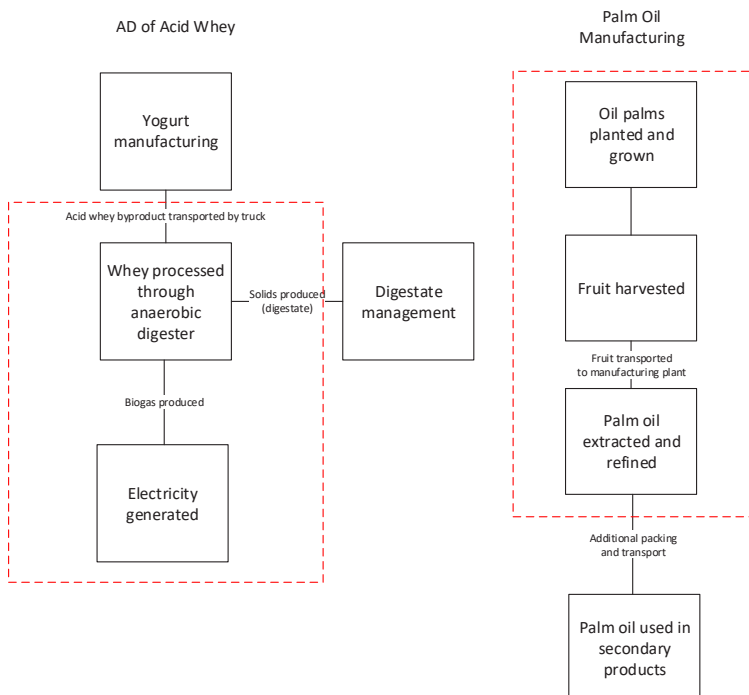 AD of Acid Whey
Yogurt
manufacturing
Acid whey byproduct transported by truck
Whey processed
through
anaerobic
digester
Solids produced
(digestate)
Digestate
management
Biogas produced
Electricity
generated
Palm Oil
Manufacturing
Oil palms
planted and
grown
Fruit harvested
Fruit transported
to manufacturing plant
Palm oil
extracted and
refined
Additional packing
and transport
Palm oil used in
secondary
products